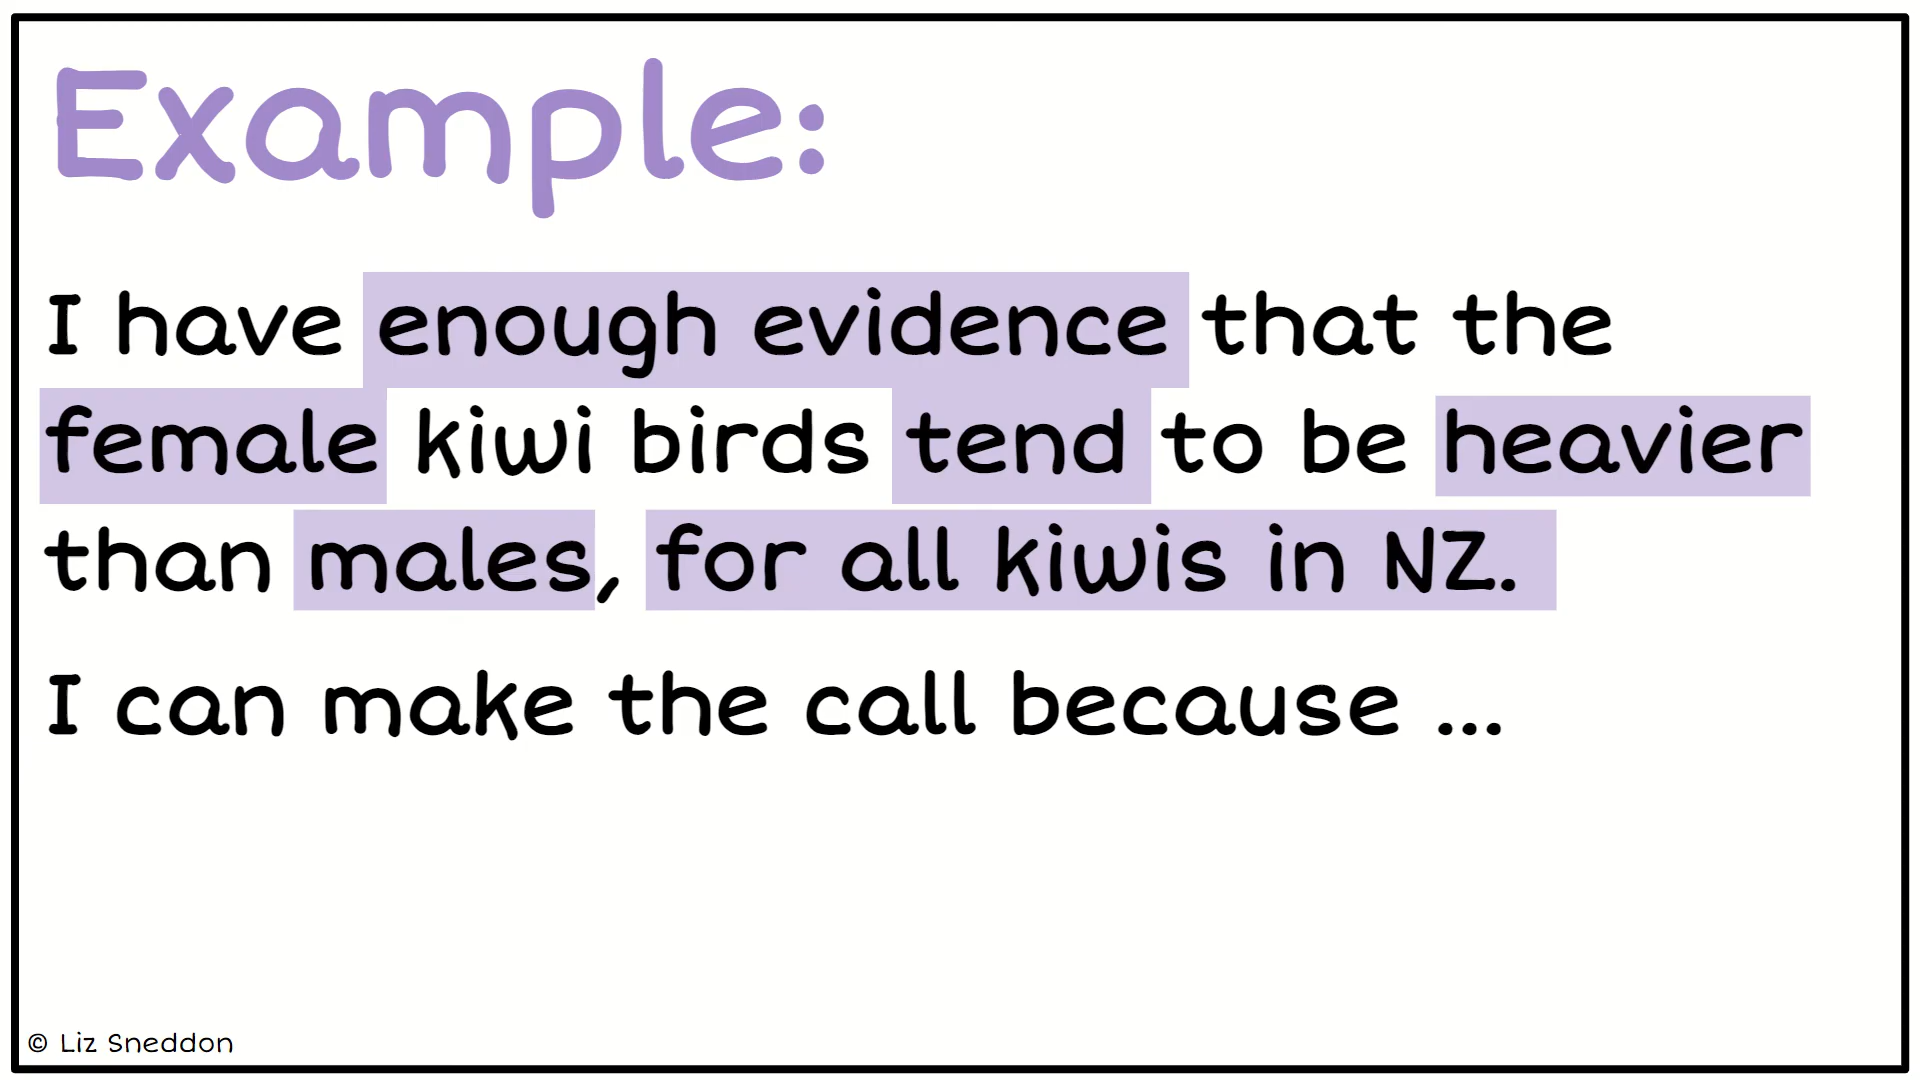 Example:
I have enough evidence that the
female kiwi birds tend to be heavier
than males, for all kiwis in NZ.
I can make the call because ...
© Liz Sneddon